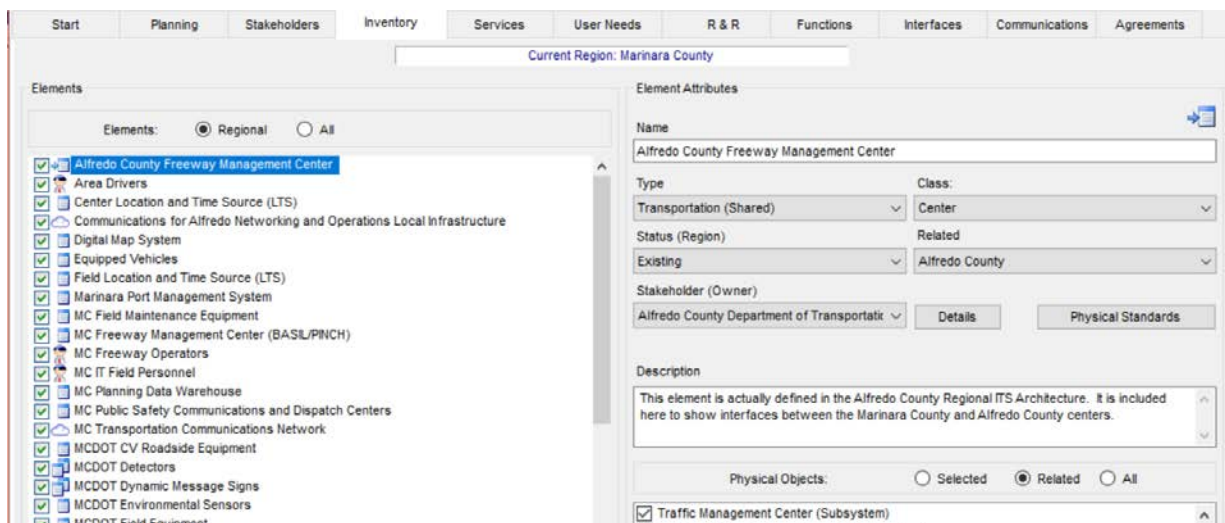 Start Planning Stakeholders Inventory Services User Needs R & R Functions Interfaces Communications Agreements
Current Region: Marinara County
Elements
Elements: Regional All
Alfredo County Freeway Management Center
Area Drivers
Center Location and Time Source (LTS)
Communications for Alfredo Networking and Operations Local Infrastructure
Digital Map System
Equipped Vehicles
Field Location and Time Source (LTS)
Marinara Port Management System
MC Field Maintenance Equipment
MC Freeway Management Center (BASIL/PINCH)
MC Freeway Operators
MC IT Field Personnel
MC Planning Data Warehouse
MC Public Safety Communications and Dispatch Centers
MC Transportation Communications Network
MCDOT CV Roadside Equipment
MCDOT Detectors
MCDOT Dynamic Message Signs
MCDOT Environmental Sensors
MCDOT Field Equipment
Element Attributes
Name
Alfredo County Freeway Management Center
Type Class:
Transportation (Shared) Center
Status (Region) Related
Existing Alfredo County
Stakeholder (Owner)
Alfredo County Department of Transportatic Details Physical Standards
Description
This element is actually defined in the Alfredo County Regional ITS Architecture. It is included
here to show interfaces between the Marinara County and Alfredo County centers.
Physical Objects: Selected Related All
Traffic Management Center (Subsystem)